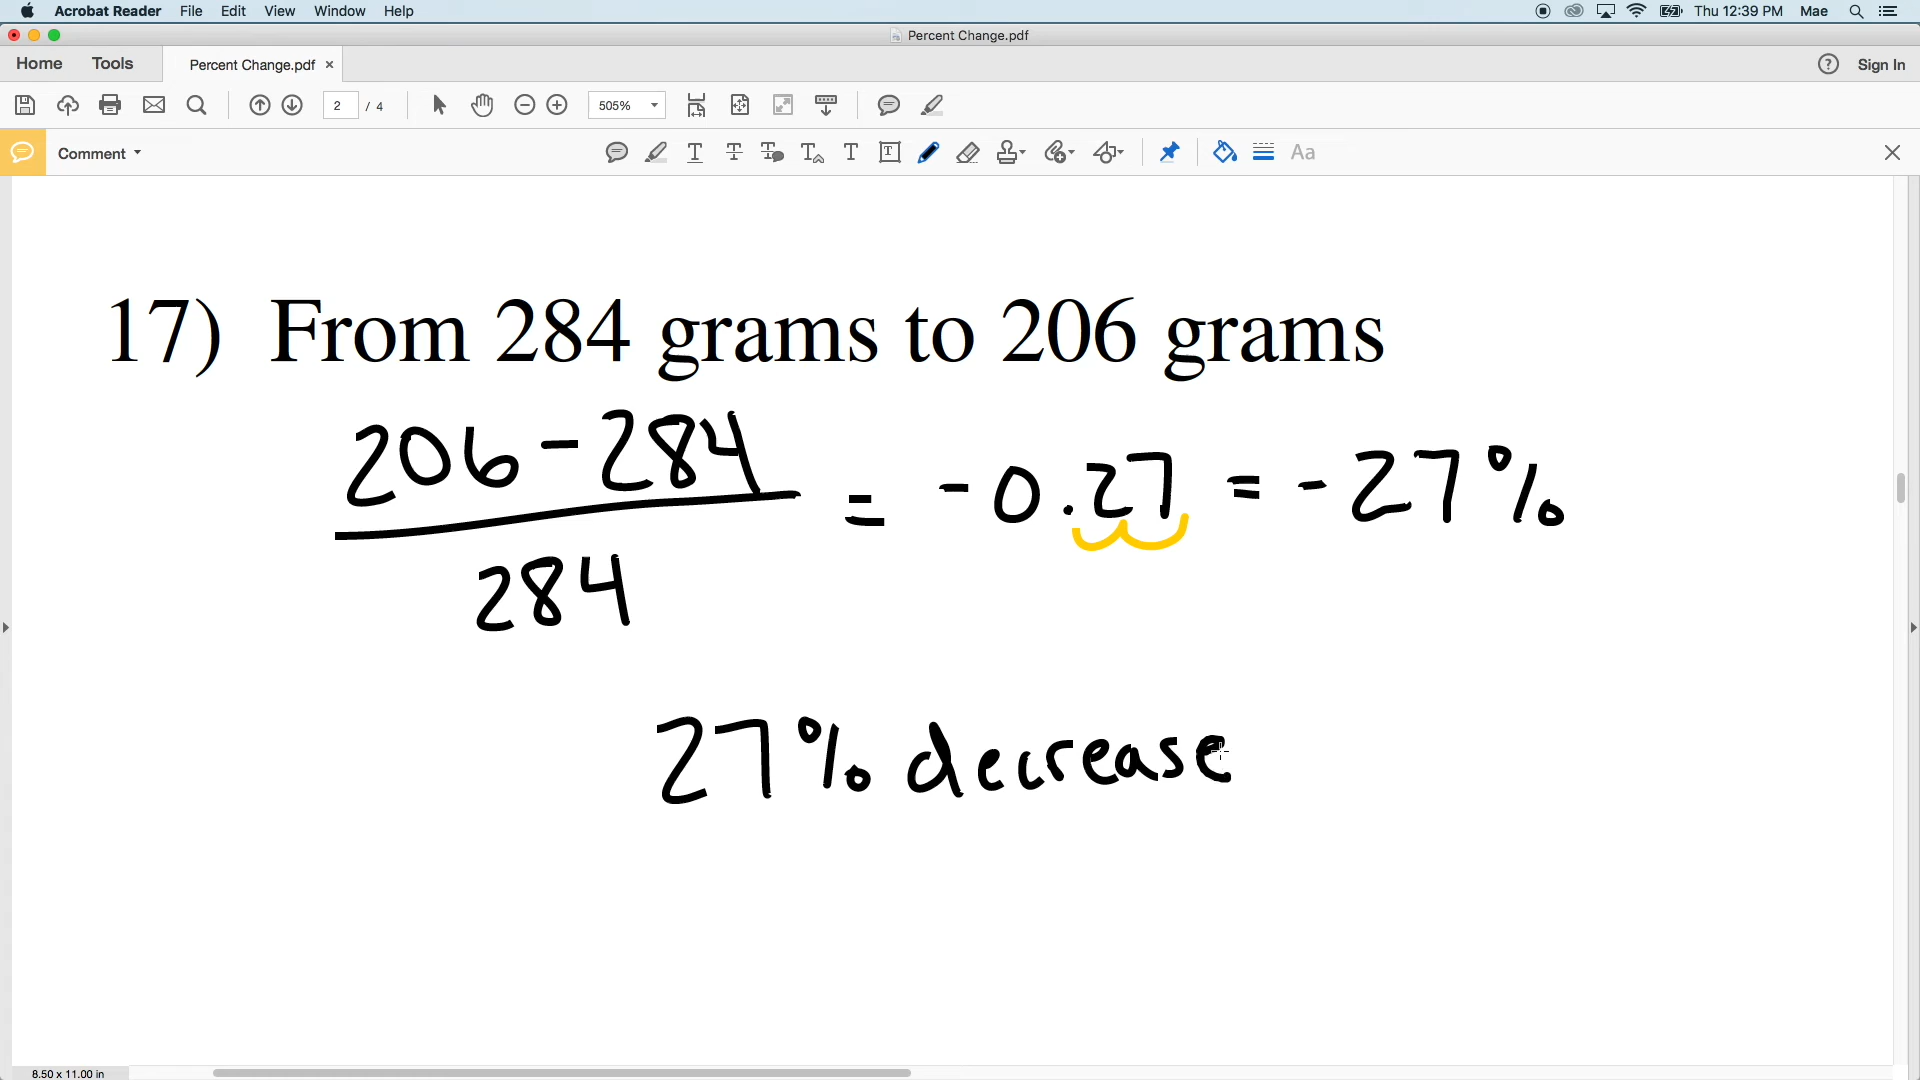 Acrobat Reader File Edit View Window Help Thu 12:39 PM Mae
Percent Change.pdf
Home Tools Percent Change.pdf × ? Sign In
2 / 4 505%
Comment T T T T T T Aa
17) From 284 grams to 206 grams
206 - 284 = - 0.27 = - 27%
284
27% decrease
8.50 x 11.00 in